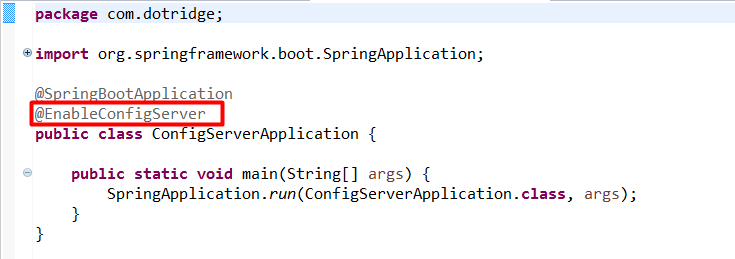 package com.dotridge;
import org.springframework.boot.SpringApplication;
@SpringBootApplication
@EnableConfigServer
public class ConfigServerApplication {
public static void main(String[] args) {
SpringApplication.run(ConfigServerApplication.class, args);
}
}